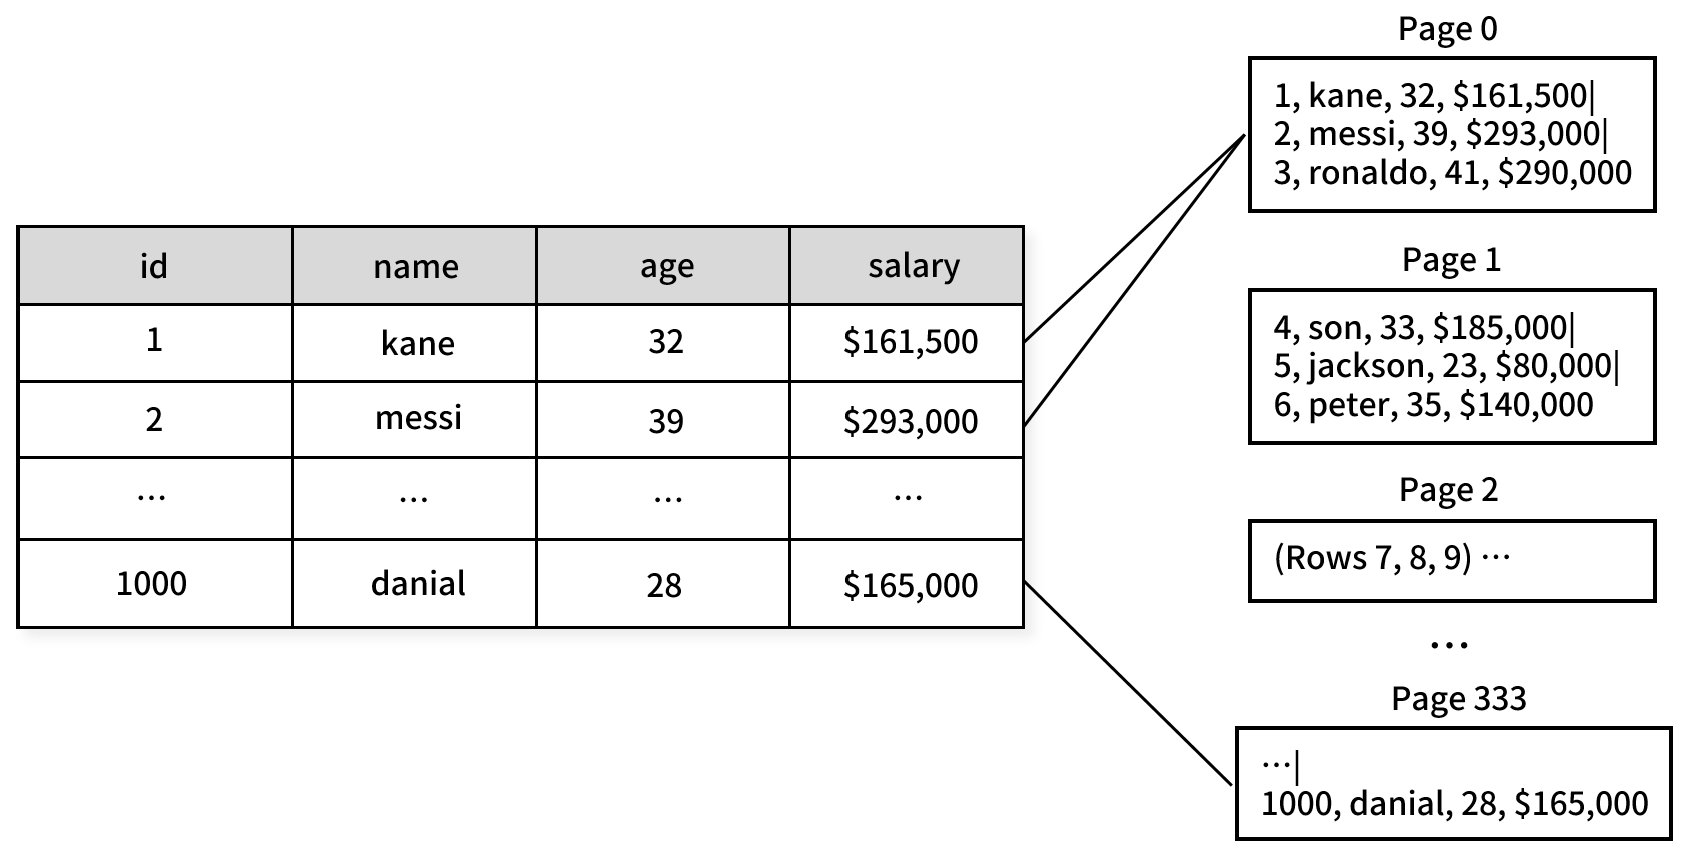 id name age salary
1 kane 32 $161,500
2 messi 39 $293,000
... ... ... ...
1000 danial 28 $165,000
Page 0
1, kane, 32, $161,500|
2, messi, 39, $293,000|
3, ronaldo, 41, $290,000
Page 1
4, son, 33, $185,000|
5, jackson, 23, $80,000|
6, peter, 35, $140,000
Page 2
(Rows 7, 8, 9) ...
...
Page 333
...|
1000, danial, 28, $165,000